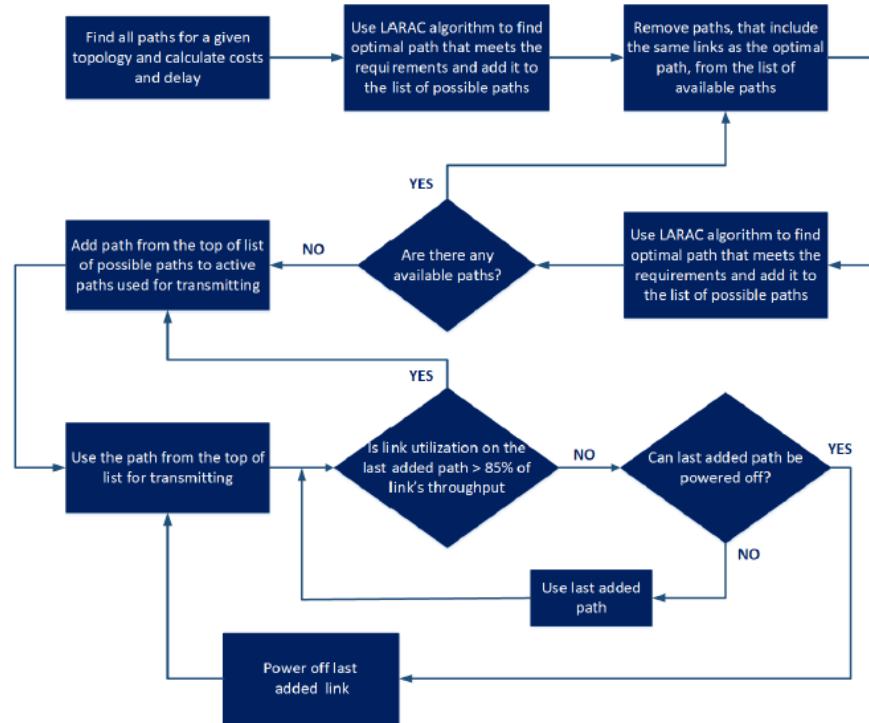 Find all paths for a given
topology and calculate costs
and delay
Use LARAC algorithm to find
optimal path that meets the
requirements and add it to
the list of possible paths
Remove paths, that include
the same links as the optimal
path, from the list of
available paths
YES
Add path from the top of list
of possible paths to active
paths used for transmitting
NO
Are there any
available paths?
Use LARAC algorithm to find
optimal path that meets the
requirements and add it to
the list of possible paths
YES
Use the path from the top of
list for transmitting
Is link utilization on the
last added path > 85% of
link's throughput
NO
Can last added path be
powered off?
YES
NO
Use last added
path
Power off last
added link